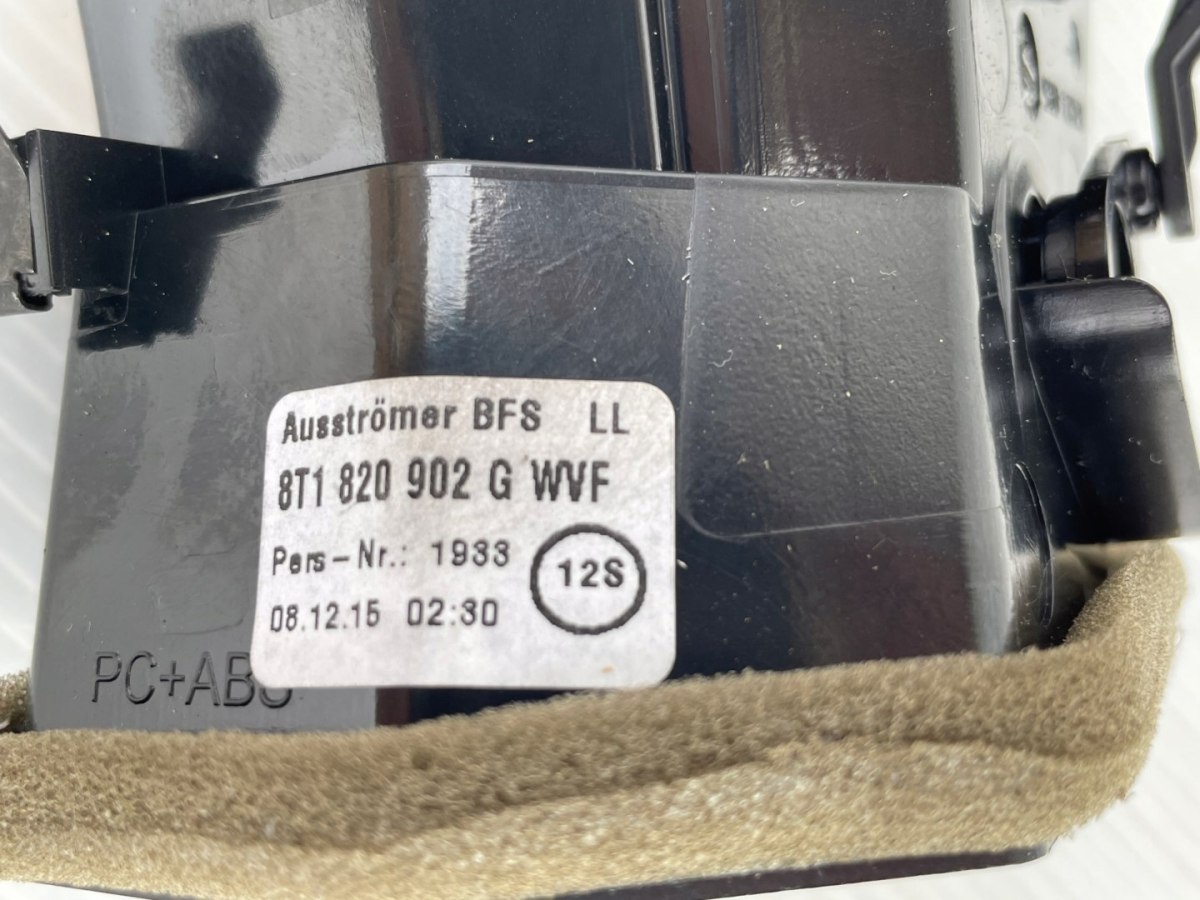 Ausströmer BFS LL
8T1 820 902 G WVF
Pers-Nr.: 1933
12S
08.12.15 02:30
PC+ABS